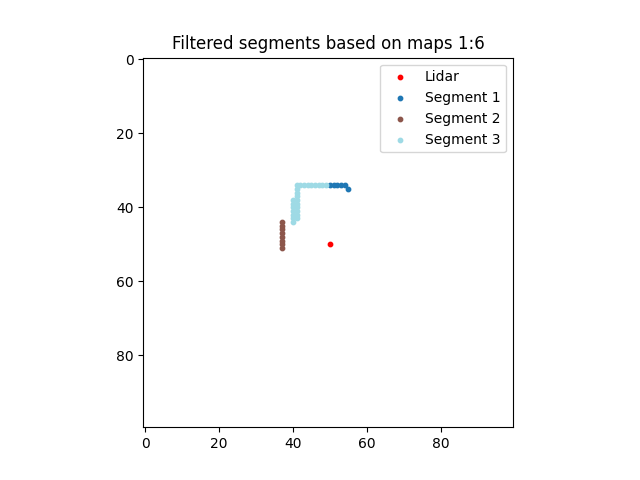 Filtered segments based on maps 1:6
Lidar
Segment 1
Segment 2
Segment 3
0
20
40
60
80
0 20 40 60 80